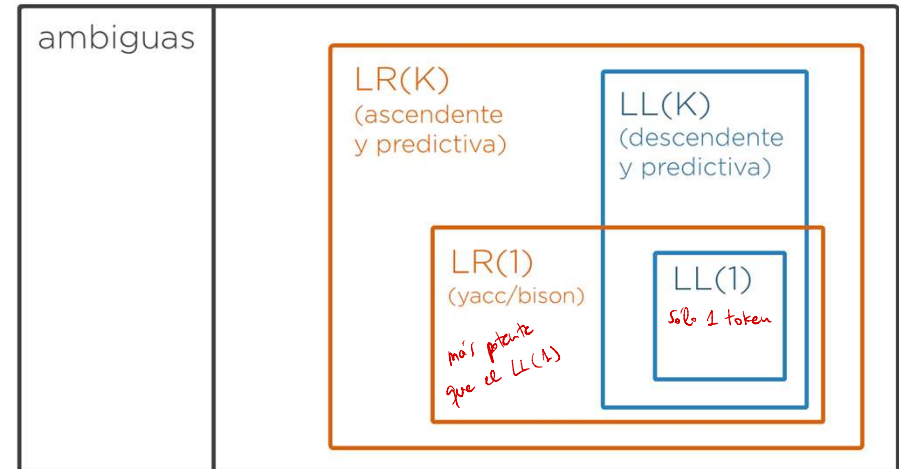 ambiguas
LR(K)
(ascendente
y predictiva)
LL(K)
(descendente
y predictiva)
LR(1)
(yacc/bison)
más potente
que el LL(1)
LL(1)
Sólo 1 token